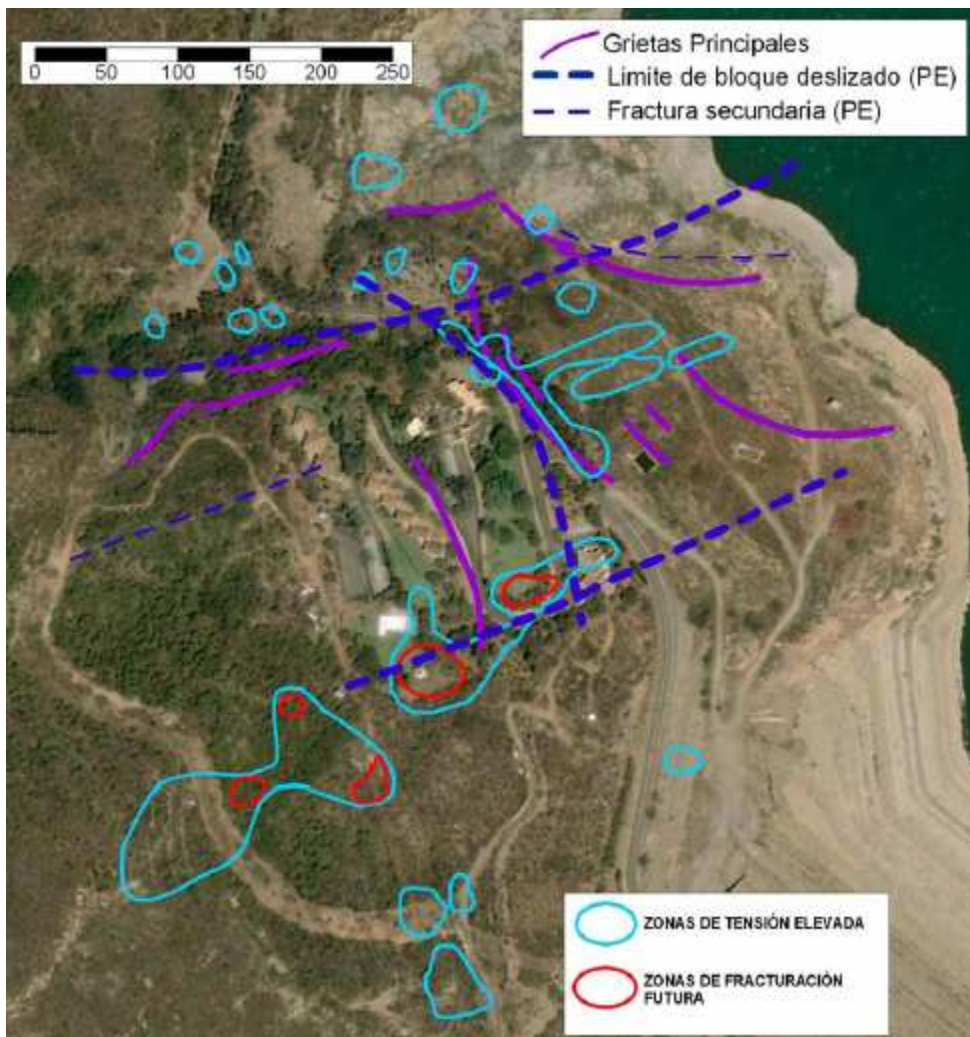 0 50 100 150 200 250
Grietas Principales
Limite de bloque deslizado (PE)
Fractura secundaria (PE)
ZONAS DE TENSIÓN ELEVADA
ZONAS DE FRACTURACIÓN
FUTURA